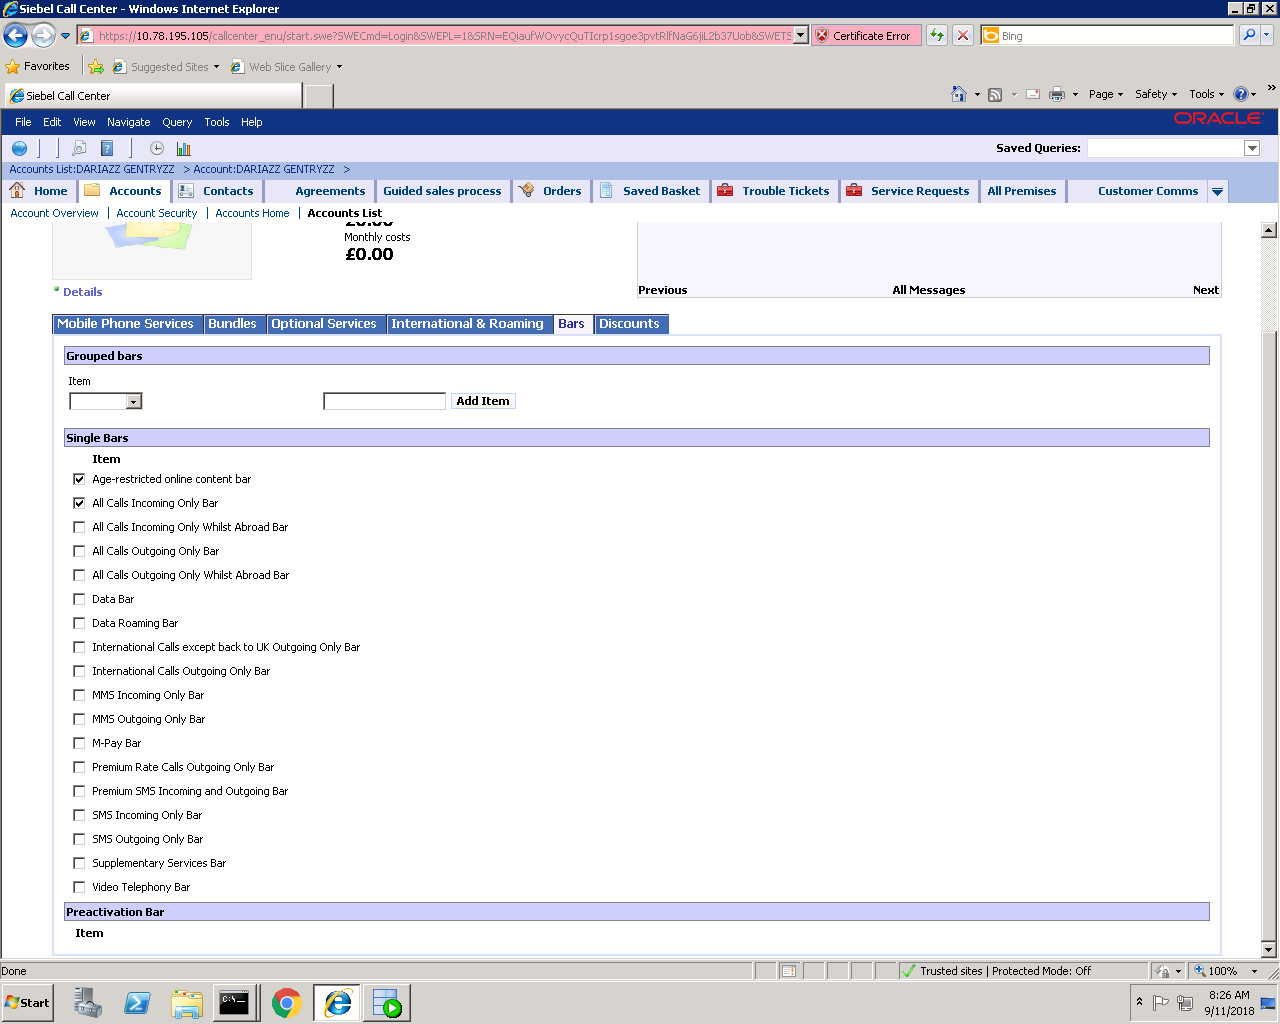 Siebel Call Center - Windows Internet Explorer
https://10.78.195.105/callcenter_enu/start.swe?SWECmd=Login&SWEPL=1&SRN= Certificate Error Bing
Favorites Suggested Sites Web Slice Gallery
Siebel Call Center Page Safety Tools »
File Edit View Navigate Query Tools Help ORACLE
Saved Queries:
Accounts List:DARIAZZ GENTRYZZ > Account:DARIAZZ GENTRYZZ >
Home Accounts Contacts Agreements Guided sales process Orders Saved Basket Trouble Tickets Service Requests All Premises Customer Comms
Account Overview | Account Security | Accounts Home | Accounts List
£0.00
Monthly costs
£0.00
Previous All Messages Next
Details
Mobile Phone Services Bundles Optional Services International & Roaming Bars Discounts
Grouped bars
Item
Add Item
Single Bars
Item
Age-restricted online content bar
All Calls Incoming Only Bar
All Calls Incoming Only Whilst Abroad Bar
All Calls Outgoing Only Bar
All Calls Outgoing Only Whilst Abroad Bar
Data Bar
Data Roaming Bar
International Calls except back to UK Outgoing Only Bar
International Calls Outgoing Only Bar
MMS Incoming Only Bar
MMS Outgoing Only Bar
M-Pay Bar
Premium Rate Calls Outgoing Only Bar
Premium SMS Incoming and Outgoing Bar
SMS Incoming Only Bar
SMS Outgoing Only Bar
Supplementary Services Bar
Video Telephony Bar
Preactivation Bar
Item
Done Trusted sites | Protected Mode: Off 100%
Start 8:26 AM
9/11/2018